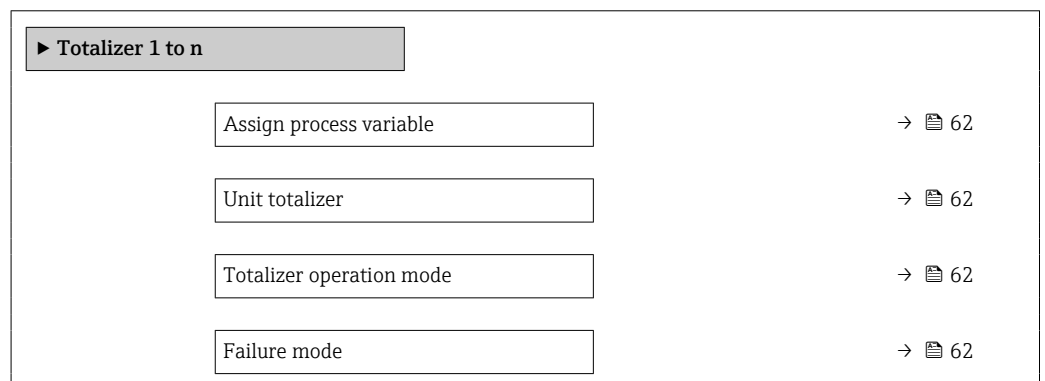 ▶ Totalizer 1 to n
Assign process variable → 62
Unit totalizer → 62
Totalizer operation mode → 62
Failure mode → 62